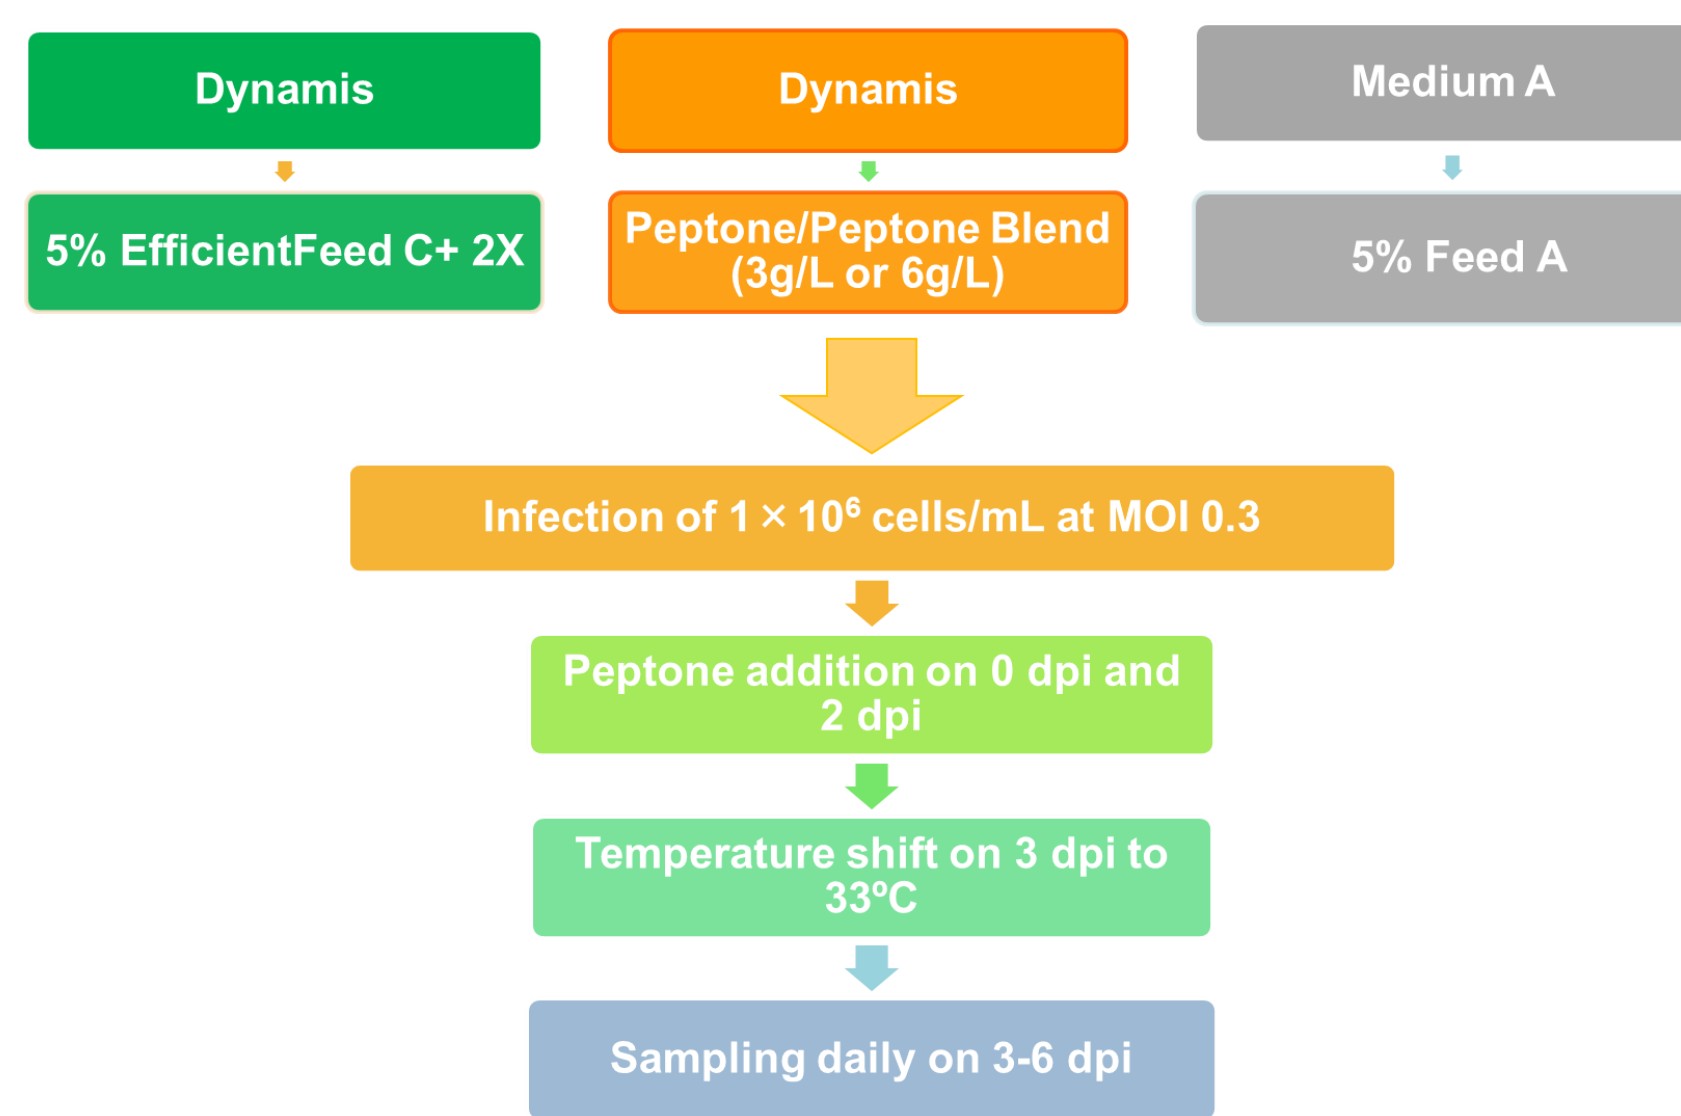 Dynamis
Dynamis
Medium A
5% EfficientFeed C+ 2X
Peptone/Peptone Blend
(3g/L or 6g/L)
5% Feed A
Infection of 1×10⁶ cells/mL at MOI 0.3
Peptone addition on 0 dpi and
2 dpi
Temperature shift on 3 dpi to
33ºC
Sampling daily on 3-6 dpi